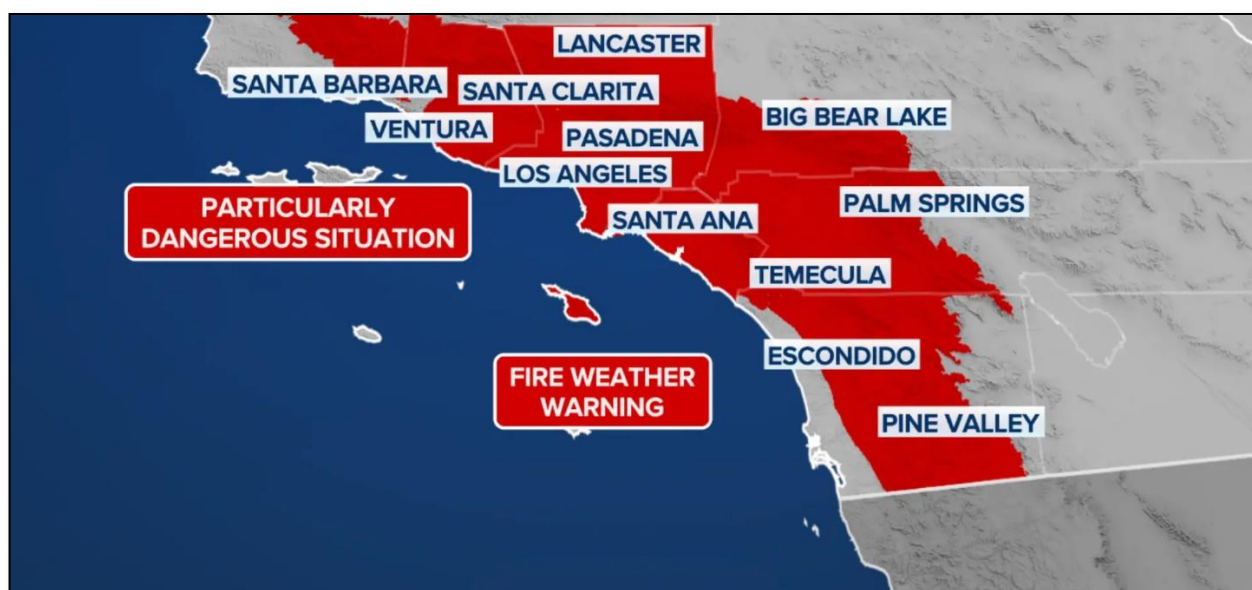 LANCASTER
SANTA BARBARA
SANTA CLARITA
BIG BEAR LAKE
VENTURA
PASADENA
LOS ANGELES
PARTICULARLY
DANGEROUS SITUATION
SANTA ANA
PALM SPRINGS
TEMECULA
ESCONDIDO
FIRE WEATHER
WARNING
PINE VALLEY